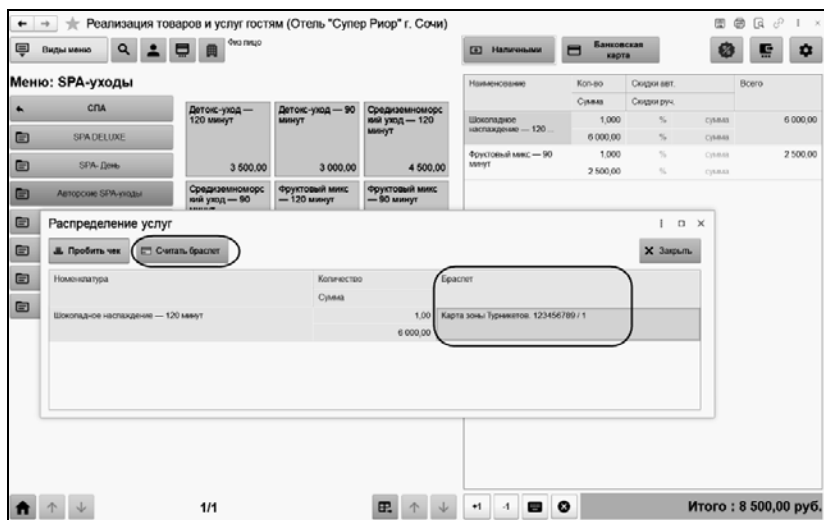 Реализация товаров и услуг гостям (Отель "Супер Риор" г. Сочи)
Виды меню
Физ лицо
Наличными
Банковская карта
Меню: SPA-уходы
СПА
SPA DELUXE
SPA- День
Авторские SPA-уходы
Детокс-уход —
120 минут
3 500,00
Детокс-уход — 90
минут
3 000,00
Средиземноморс
кий уход — 120
минут
4 500,00
Средиземноморс
кий уход — 90
Фруктовый микс
— 120 минут
Фруктовый микс
— 90 минут
Наименование Кол-во Скидки авт. Всего
Сумма Скидки руч.
Шоколадное
наслаждение — 120 ...
1,000 % сумма 6 000,00
6 000,00 % сумма
Фруктовый микс — 90
минут
1,000 % сумма 2 500,00
2 500,00 % сумма
Распределение услуг
Пробить чек
Считать браслет
Закрыть
Номенклатура Количество Браслет
Сумма
Шоколадное наслаждение — 120 минут 1,00 Карта зоны Турникетов. 123456789 / 1
6 000,00
1/1
+1 -1
Итого : 8 500,00 руб.